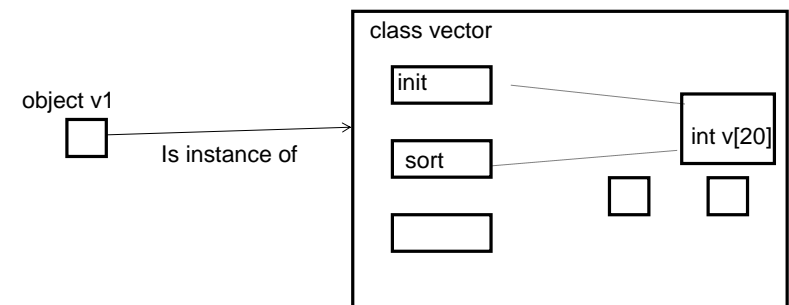 class vector
init
object v1
int v[20]
Is instance of
sort